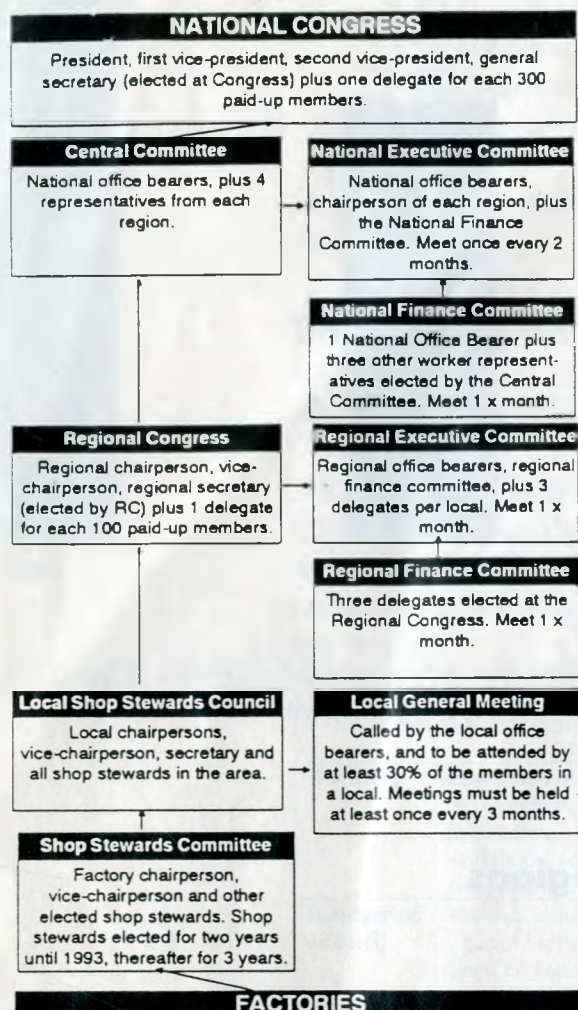 NATIONAL CONGRESS
President, first vice-president, second vice-president, general
secretary (elected at Congress) plus one delegate for each 300
paid-up members.
Central Committee
National office bearers, plus 4
representatives from each
region.
National Executive Committee
National office bearers,
chairperson of each region, plus
the National Finance
Committee. Meet once every 2
months.
National Finance Committee
1 National Office Bearer plus
three other worker represent-
atives elected by the Central
Committee. Meet 1 x month.
Regional Congress
Regional chairperson, vice-
chairperson, regional secretary
(elected by RC) plus 1 delegate
for each 100 paid-up members.
Regional Executive Committee
Regional office bearers, regional
finance committee, plus 3
delegates per local. Meet 1 x
month.
Regional Finance Committee
Three delegates elected at the
Regional Congress. Meet 1 x
month.
Local Shop Stewards Council
Local chairpersons,
vice-chairperson, secretary and
all shop stewards in the area.
Local General Meeting
Called by the local office
bearers, and to be attended by
at least 30% of the members in
a local. Meetings must be held
at least once every 3 months.
Shop Stewards Committee
Factory chairperson,
vice-chairperson and other
elected shop stewards. Shop
stewards elected for two years
until 1993, thereafter for 3 years.
FACTORIES